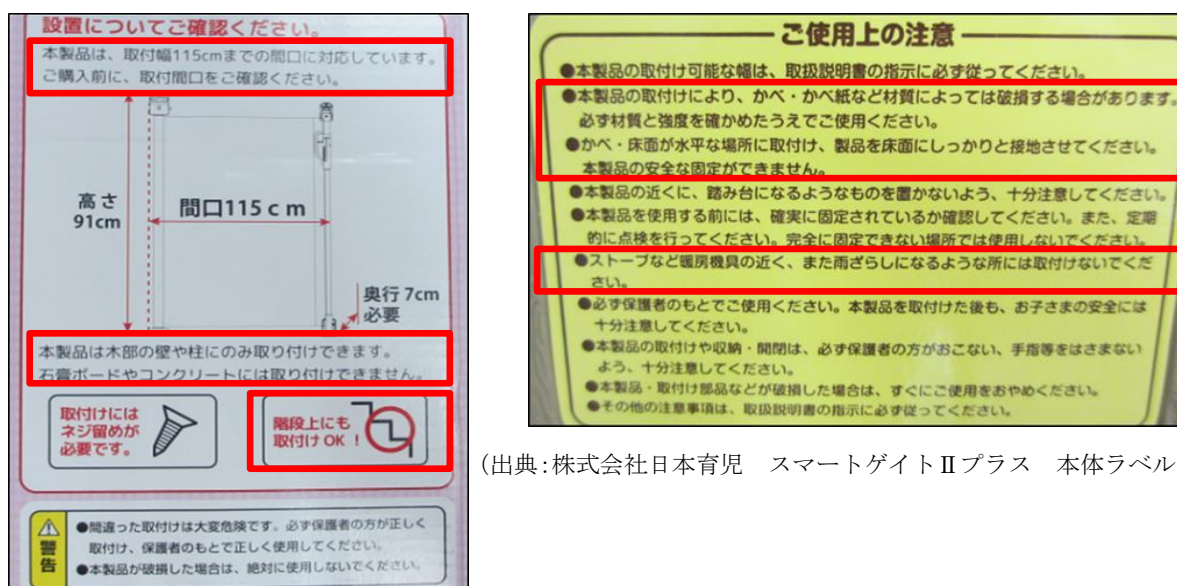 設置についてご確認ください。
本製品は、取付幅115cmまでの間口に対応しています。
ご購入前に、取付間口をご確認ください。
高さ
91cm
間口115ｃｍ
奥行 7cm
必要
本製品は木部の壁や柱にのみ取り付けできます。
石膏ボードやコンクリートには取り付けできません。
取付けには
ネジ留めが
必要です。
階段上にも
取付け OK ！
警告
●間違った取付けは大変危険です。必ず保護者の方が正しく
取付け、保護者のもとで正しく使用してください。
●本製品が破損した場合は、絶対に使用しないでください。
ご使用上の注意
●本製品の取付け可能な幅は、取扱説明書の指示に必ず従ってください。
●本製品の取付けにより、かべ・かべ紙など材質によっては破損する場合があります。
必ず材質と強度を確かめたうえでご使用ください。
●かべ・床面が水平な場所に取付け、製品を床面にしっかりと接地させてください。
本製品の安全な固定ができません。
●本製品の近くに、踏み台になるようなものを置かないよう、十分注意してください。
●本製品を使用する前には、確実に固定されているか確認してください。また、定期
的に点検を行ってください。完全に固定できない場所では使用しないでください。
●ストーブなど暖房機具の近く、また雨ざらしになるような所には取付けないでくだ
さい。
●必ず保護者のもとでご使用ください。本製品を取付けた後も、お子さまの安全には
十分注意してください。
●本製品の取付けや収納・開閉は、必ず保護者の方がおこない、手指等をはさまない
よう、十分注意してください。
●本製品・取付け部品などが破損した場合は、すぐにご使用をおやめください。
●その他の注意事項は、取扱説明書の指示に必ず従ってください。
（出典：株式会社日本育児　スマートゲイトⅡプラス　本体ラベル